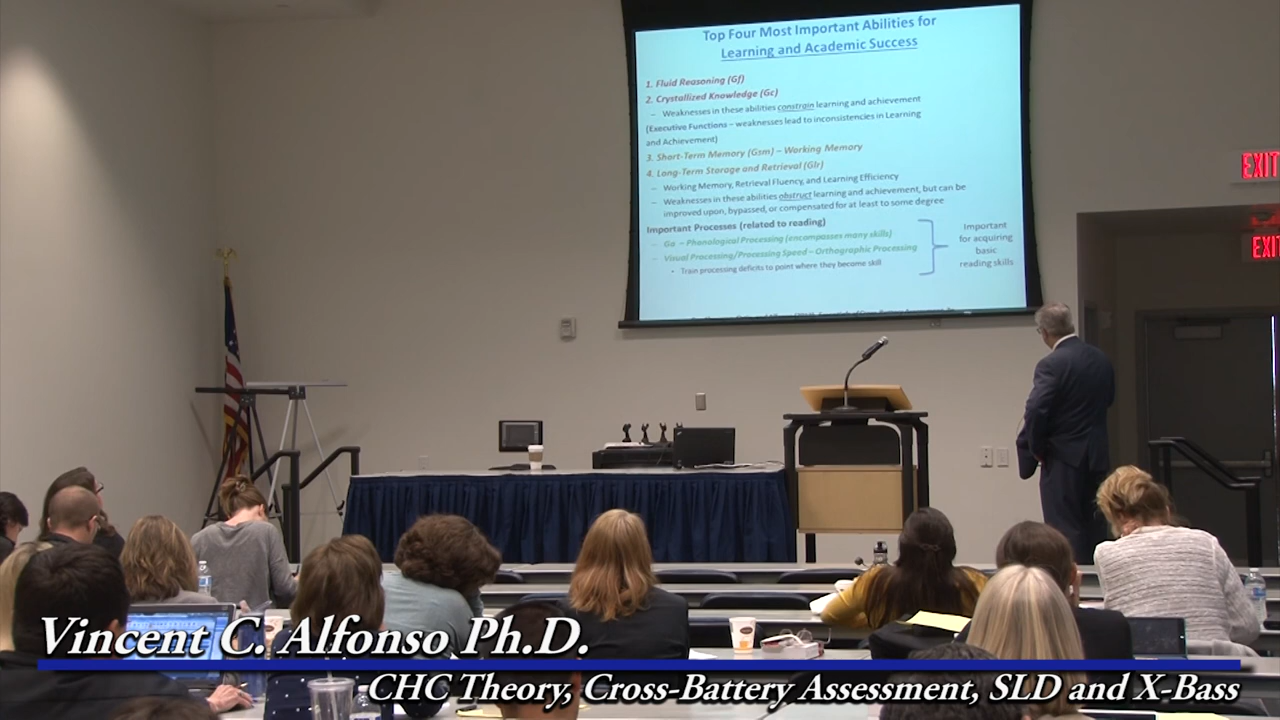 Top Four Most Important Abilities for
Learning and Academic Success
1. Fluid Reasoning (Gf)
2. Crystallized Knowledge (Gc)
– Weaknesses in these abilities constrain learning and achievement
(Executive Functions – weaknesses lead to inconsistencies in Learning
and Achievement)
3. Short-Term Memory (Gsm) – Working Memory
4. Long-Term Storage and Retrieval (Glr)
– Working Memory, Retrieval Fluency, and Learning Efficiency
– Weaknesses in these abilities obstruct learning and achievement, but can be
improved upon, bypassed, or compensated for at least to some degree
Important Processes (related to reading)
– Ga – Phonological Processing (encompasses many skills)
– Visual Processing/Processing Speed – Orthographic Processing
• Train processing deficits to point where they become skill
Important
for acquiring
basic
reading skills
EXIT
EXIT
Vincent C. Alfonso Ph.D.
CHC Theory, Cross-Battery Assessment, SLD and X-Bass